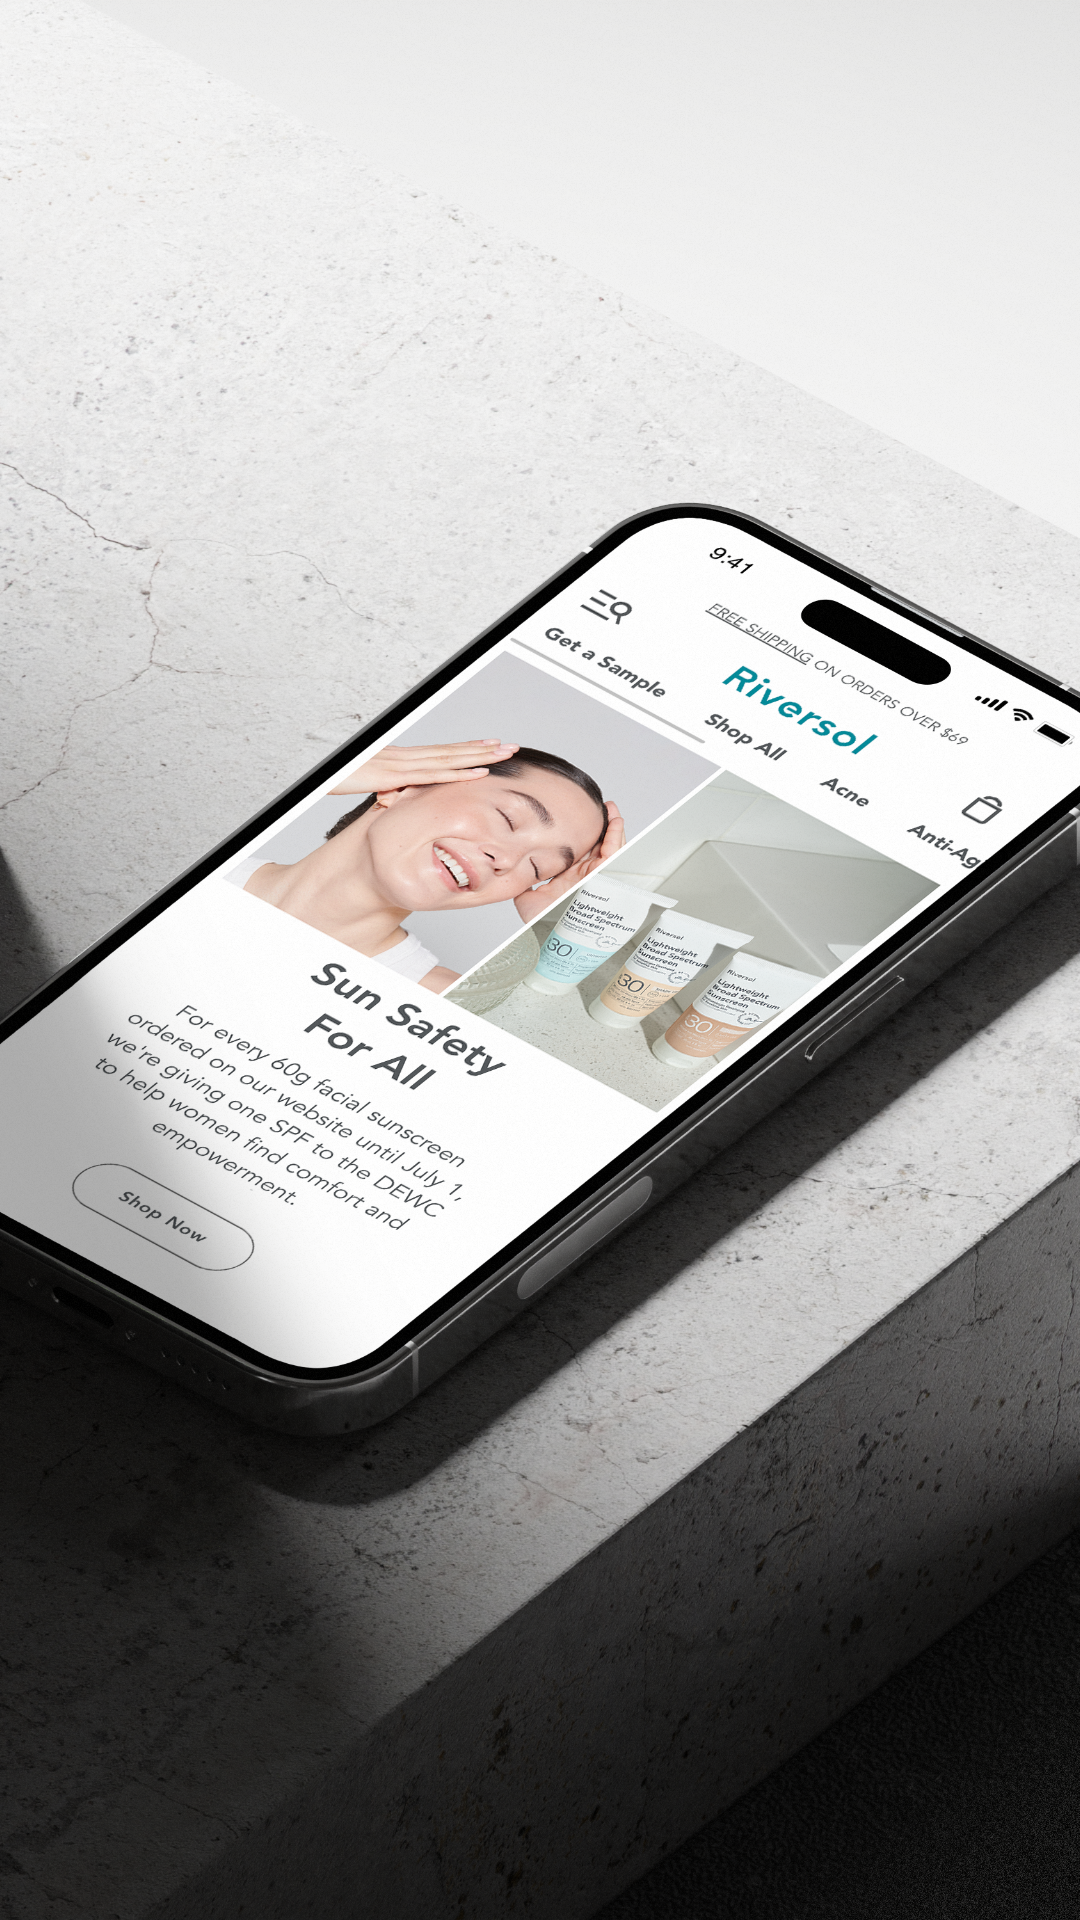 9:41
FREE SHIPPING ON ORDERS OVER $69
Riversol
Get a Sample
Shop All
Acne
Anti-Ag
Riversol
Lightweight
Broad Spectrum
Sunscreen
30
Riversol
Lightweight
Broad Spectrum
Sunscreen
30
Riversol
Lightweight
Broad Spectrum
Sunscreen
30
Sun Safety
For All
For every 60g facial sunscreen
ordered on our website until July 1,
we're giving one SPF to the DEWC
to help women find comfort and
empowerment.
Shop Now